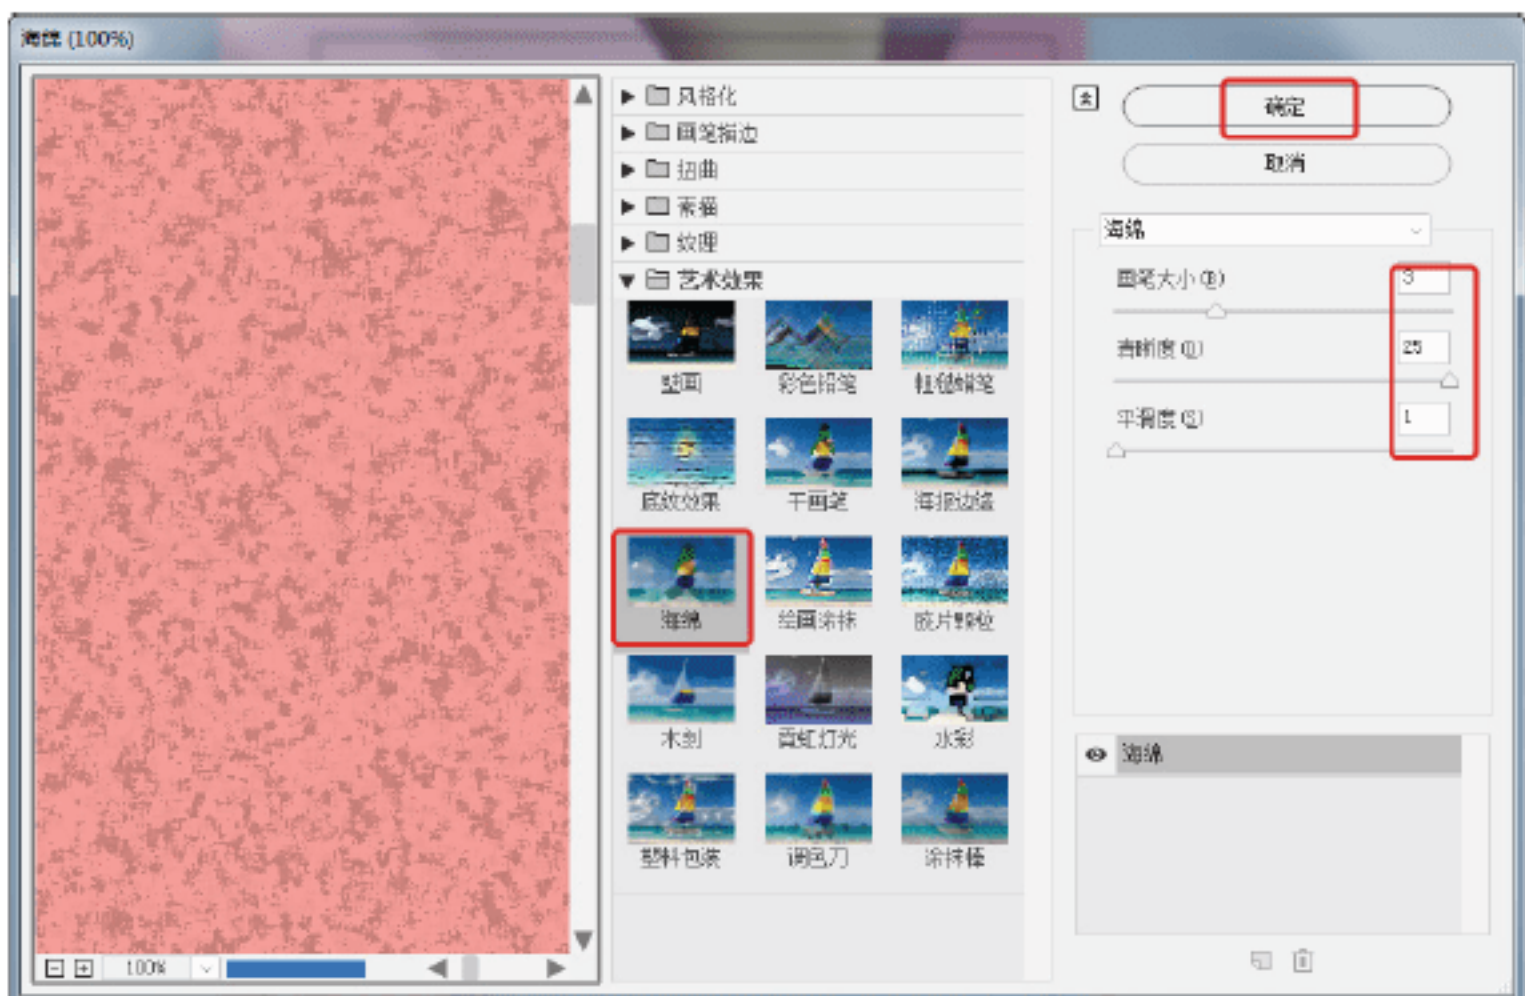 海绵 (100%)
风格化
画笔描边
扭曲
素描
纹理
艺术效果
壁画
彩色铅笔
粗糙蜡笔
底纹效果
干画笔
海报边缘
海绵
绘画涂抹
胶片颗粒
木刻
霓虹灯光
水彩
塑料包装
调色刀
涂抹棒
100%
确定
取消
海绵
画笔大小(B)
3
清晰度(D)
25
平滑度(S)
1
海绵